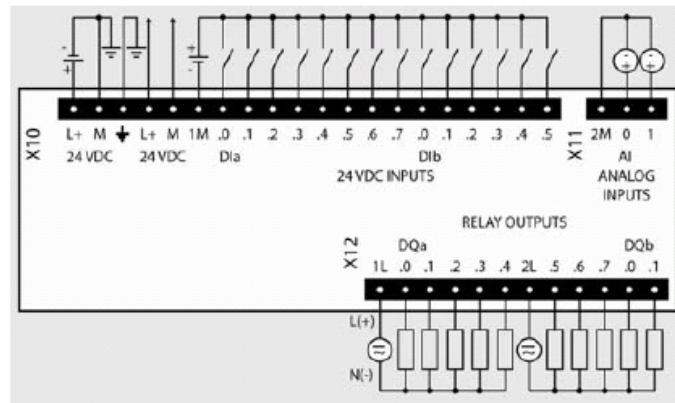 X10
L+ M L+ M 1M .0 .1 .2 .3 .4 .5 .6 .7 .0 .1 .2 .3 .4 .5
24 VDC 24 VDC DIa DIb
24 VDC INPUTS
X11
2M 0 1
AI
ANALOG
INPUTS
RELAY OUTPUTS
X12
DQa DQb
1L .0 .1 .2 .3 .4 2L .5 .6 .7 .0 .1
L(+)
N(-)